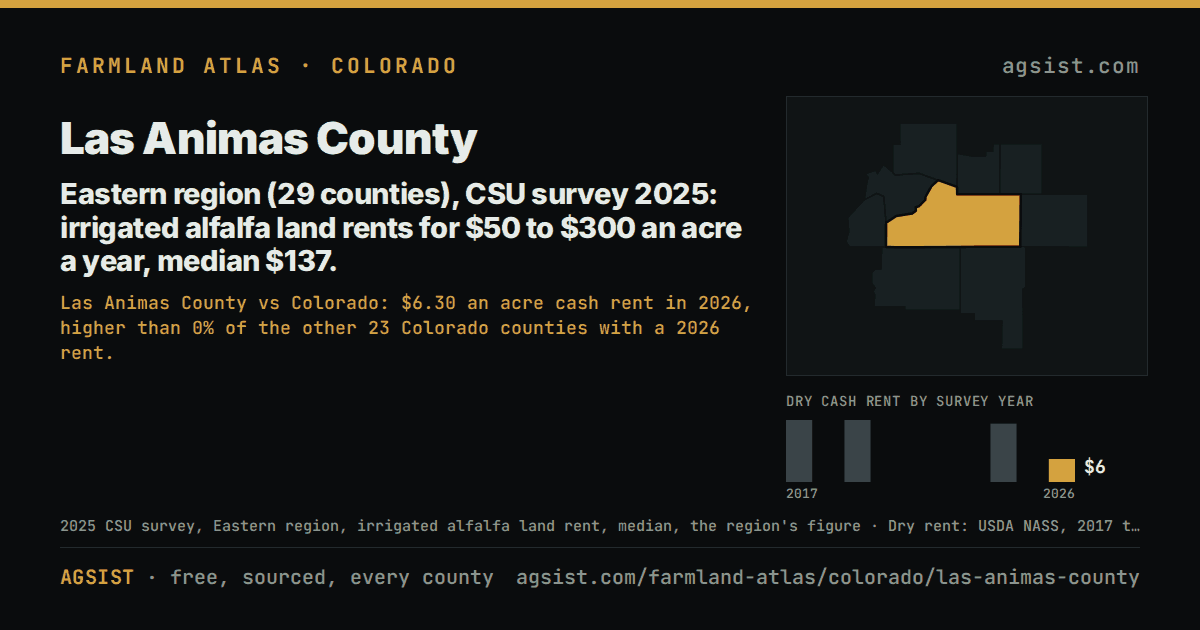 FARMLAND ATLAS · COLORADO
agsist.com
Las Animas County
Eastern region (29 counties), CSU survey 2025:
irrigated alfalfa land rents for $50 to $300 an acre
a year, median $137.
Las Animas County vs Colorado: $6.30 an acre cash rent in 2026,
higher than 0% of the other 23 Colorado counties with a 2026
rent.
DRY CASH RENT BY SURVEY YEAR
$6
2017
2026
2025 CSU survey, Eastern region, irrigated alfalfa land rent, median, the region's figure · Dry rent: USDA NASS, 2017 t…
AGSIST · free, sourced, every county
agsist.com/farmland-atlas/colorado/las-animas-county